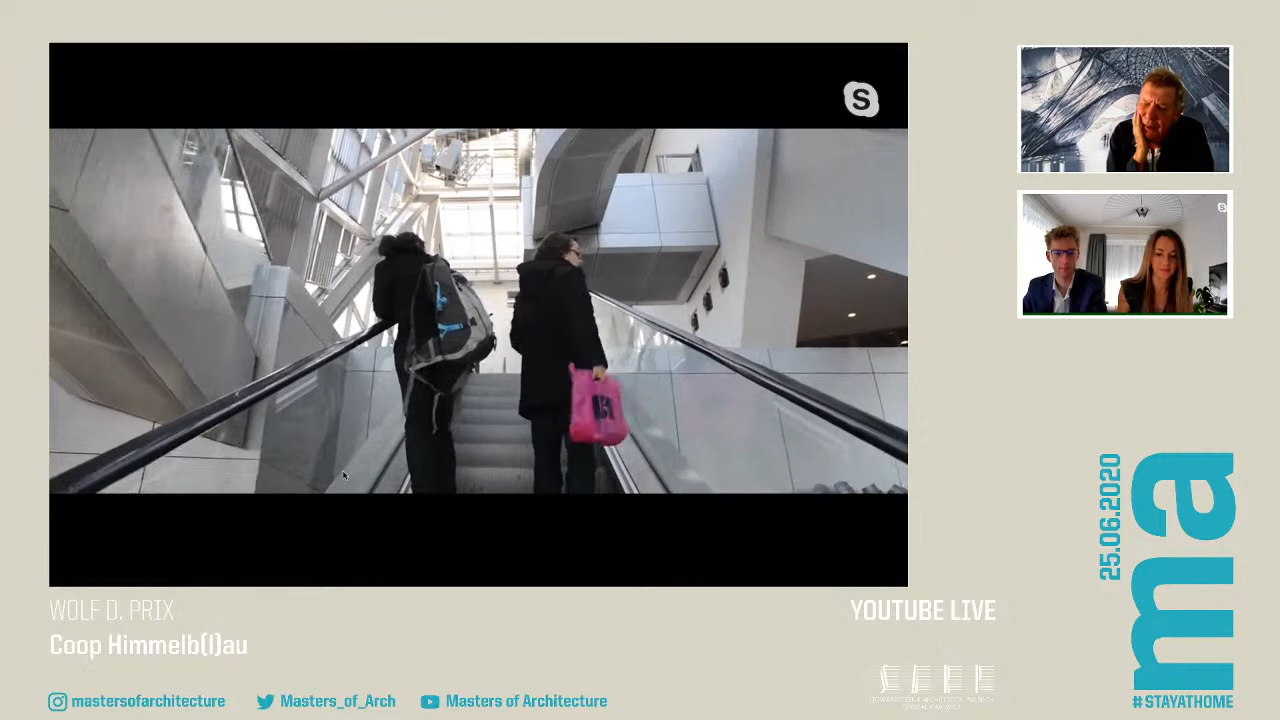 S
S
25.06.2020
ma
WOLF D. PRIX
Coop Himmelb(l)au
YOUTUBE LIVE
mastersofarchitecture
Masters_of_Arch
Masters of Architecture
#STAYATHOME